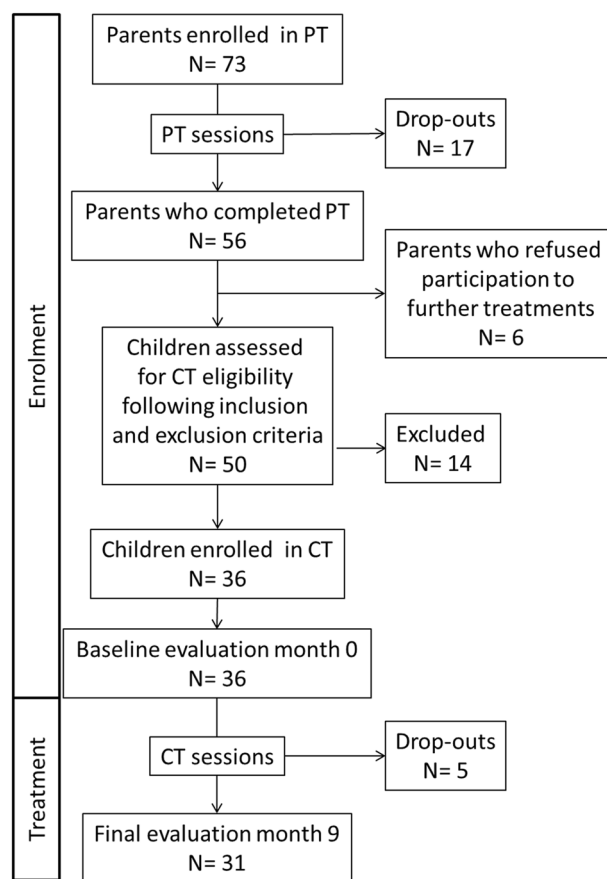 Parents enrolled in PT
N= 73
PT sessions
Drop-outs
N= 17
Parents who completed PT
N= 56
Parents who refused
participation to
further treatments
N= 6
Children assessed
for CT eligibility
following inclusion
and exclusion criteria
N= 50
Excluded
N= 14
Children enrolled in CT
N= 36
Baseline evaluation month 0
N= 36
Enrolment
CT sessions
Drop-outs
N= 5
Final evaluation month 9
N= 31
Treatment